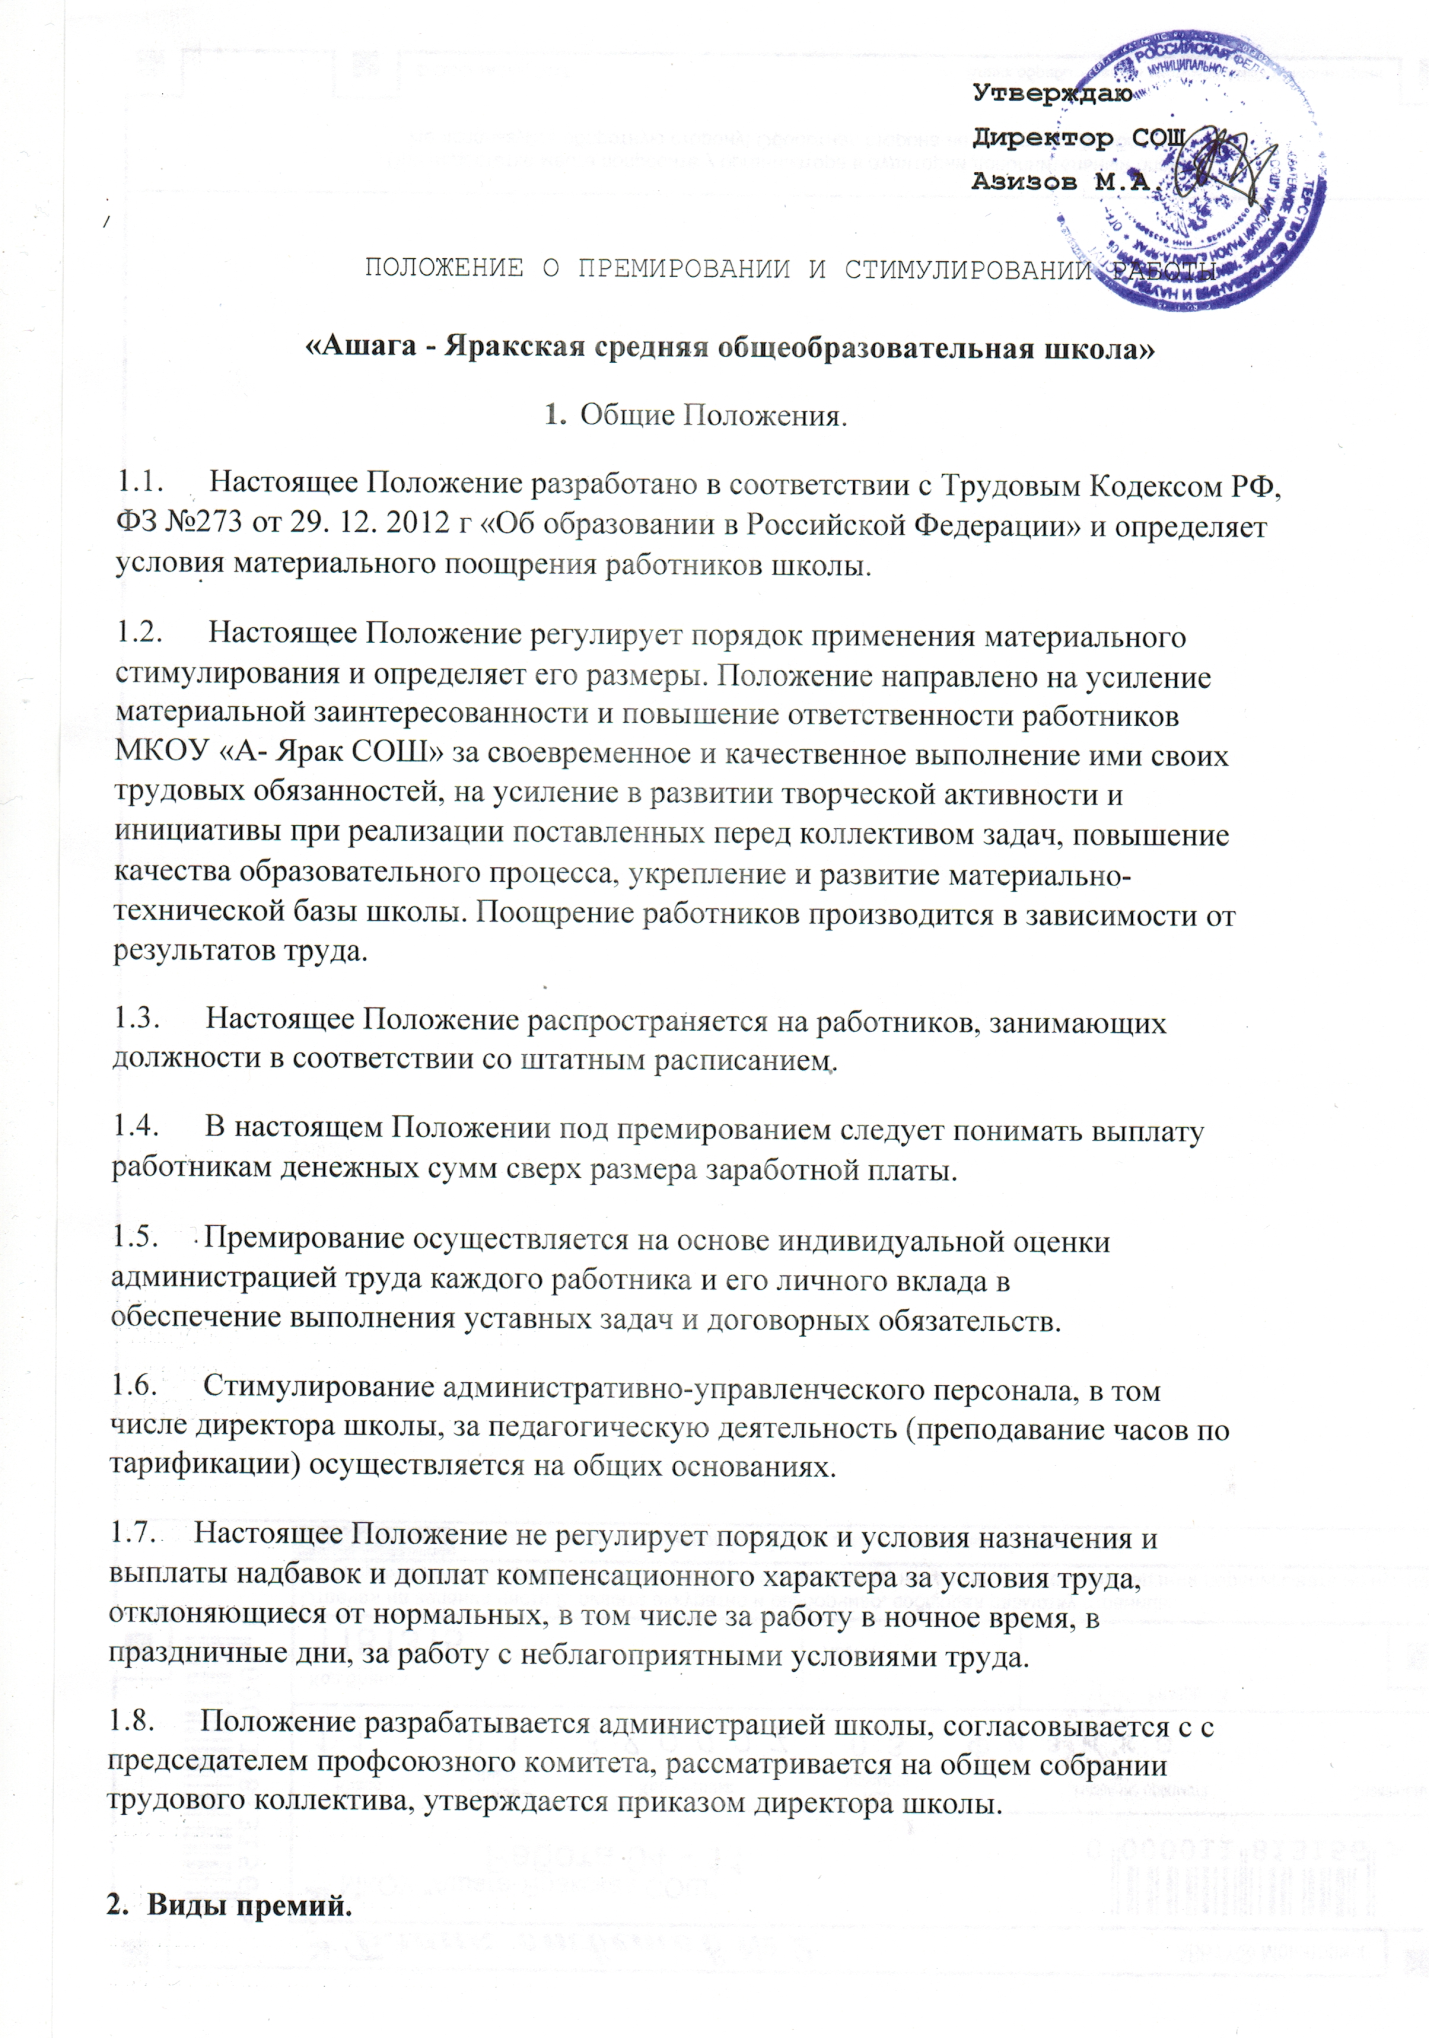 Утверждаю
Директор СОШ
Азизов М.А.
ПОЛОЖЕНИЕ О ПРЕМИРОВАНИИ И СТИМУЛИРОВАНИИ РАБОТЫ
«Ашага - Яракская средняя общеобразовательная школа»
1. Общие Положения.
1.1. Настоящее Положение разработано в соответствии с Трудовым Кодексом РФ,
ФЗ №273 от 29. 12. 2012 г «Об образовании в Российской Федерации» и определяет
условия материального поощрения работников школы.
1.2. Настоящее Положение регулирует порядок применения материального
стимулирования и определяет его размеры. Положение направлено на усиление
материальной заинтересованности и повышение ответственности работников
МКОУ «А- Ярак СОШ» за своевременное и качественное выполнение ими своих
трудовых обязанностей, на усиление в развитии творческой активности и
инициативы при реализации поставленных перед коллективом задач, повышение
качества образовательного процесса, укрепление и развитие материально-
технической базы школы. Поощрение работников производится в зависимости от
результатов труда.
1.3. Настоящее Положение распространяется на работников, занимающих
должности в соответствии со штатным расписанием.
1.4. В настоящем Положении под премированием следует понимать выплату
работникам денежных сумм сверх размера заработной платы.
1.5. Премирование осуществляется на основе индивидуальной оценки
администрацией труда каждого работника и его личного вклада в
обеспечение выполнения уставных задач и договорных обязательств.
1.6. Стимулирование административно-управленческого персонала, в том
числе директора школы, за педагогическую деятельность (преподавание часов по
тарификации) осуществляется на общих основаниях.
1.7. Настоящее Положение не регулирует порядок и условия назначения и
выплаты надбавок и доплат компенсационного характера за условия труда,
отклоняющиеся от нормальных, в том числе за работу в ночное время, в
праздничные дни, за работу с неблагоприятными условиями труда.
1.8. Положение разрабатывается администрацией школы, согласовывается с с
председателем профсоюзного комитета, рассматривается на общем собрании
трудового коллектива, утверждается приказом директора школы.
2. Виды премий.